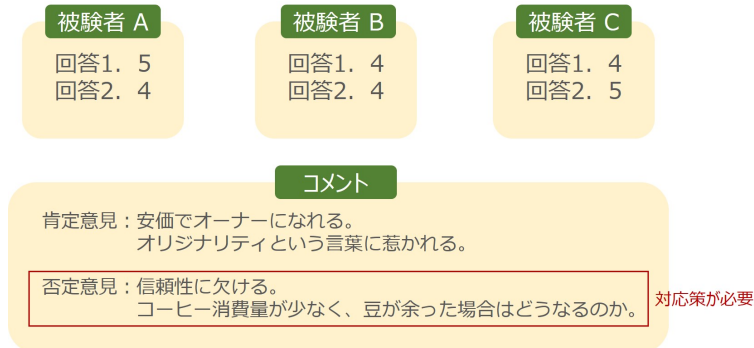 被験者 A
回答1. 5
回答2. 4
被験者 B
回答1. 4
回答2. 4
被験者 C
回答1. 4
回答2. 5
コメント
肯定意見：安価でオーナーになれる。
オリジナリティという言葉に惹かれる。
否定意見：信頼性に欠ける。
コーヒー消費量が少なく、豆が余った場合はどうなるのか。
対応策が必要